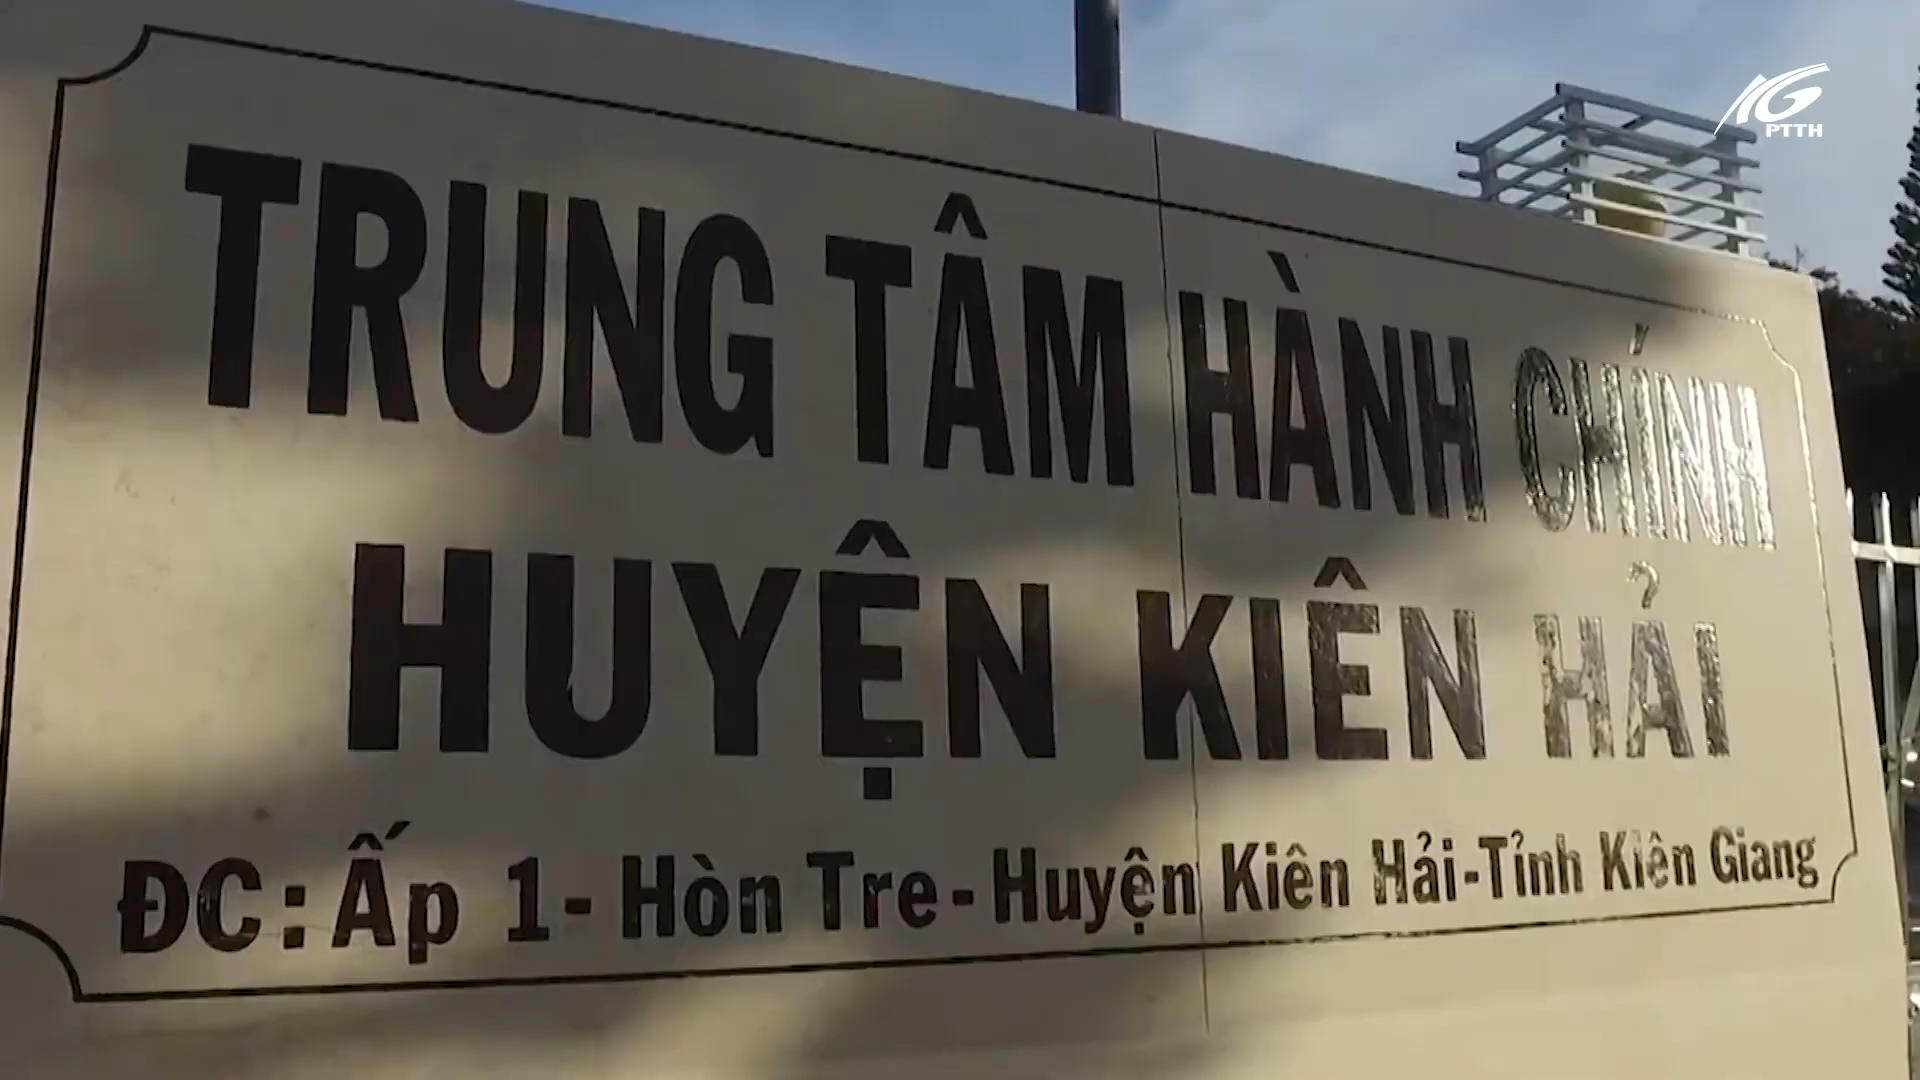 KG
PTTH
TRUNG TÂM HÀNH CHÍNH
HUYỆN KIÊN HẢI
ĐC: Ấp 1 - Hòn Tre - Huyện Kiên Hải - Tỉnh Kiên Giang